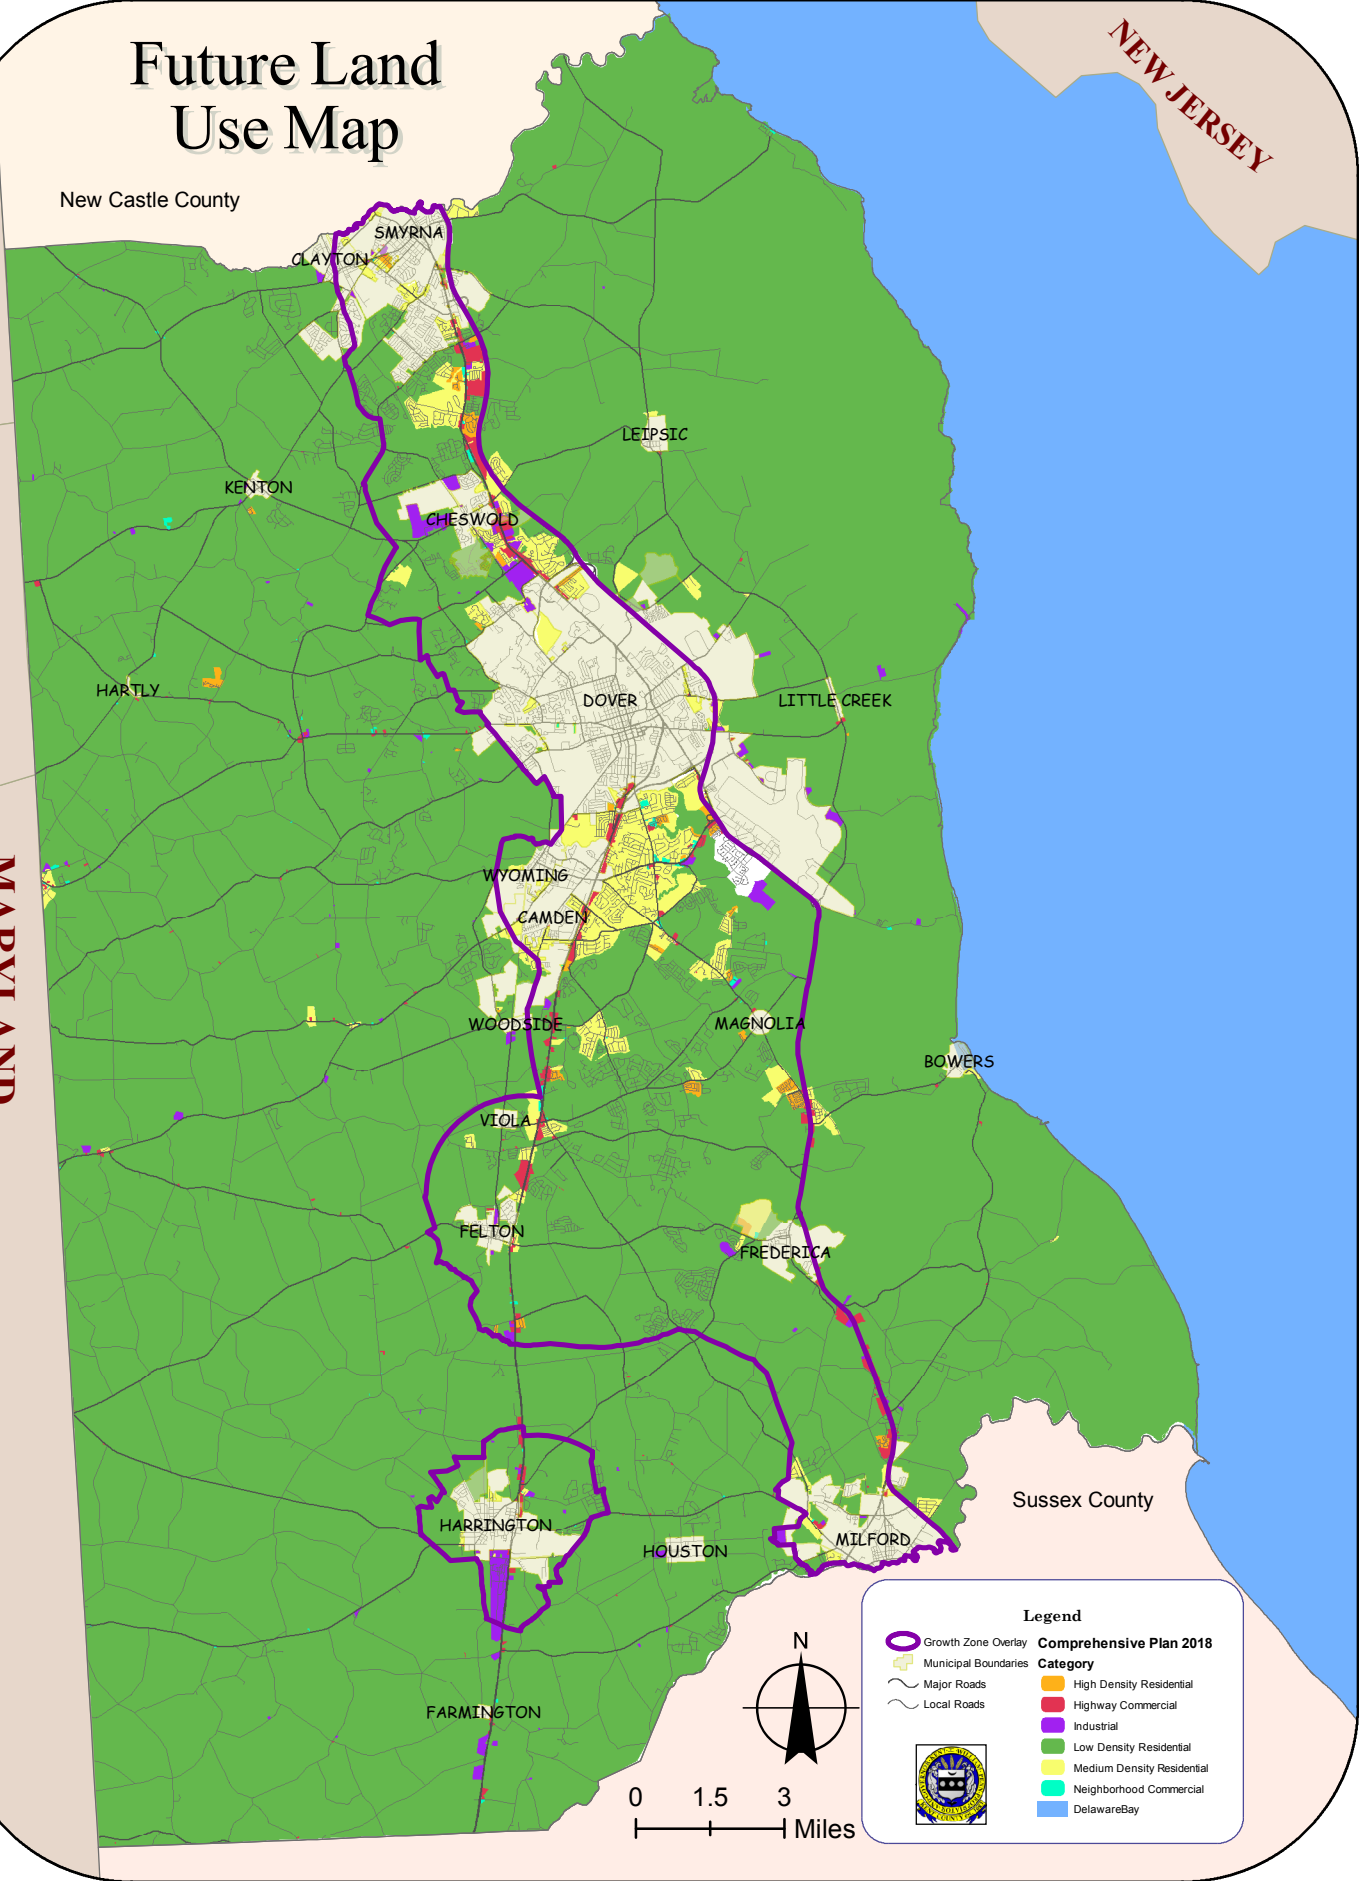 Future Land
Use Map
New Castle County
NEW JERSEY
MARYLAND
SMYRNA
CLAYTON
LEIPSIC
KENTON
CHESWOLD
HARTLY
DOVER
LITTLE CREEK
WYOMING
CAMDEN
WOODSIDE
MAGNOLIA
BOWERS
VIOLA
FELTON
FREDERICA
HARRINGTON
HOUSTON
MILFORD
Sussex County
FARMINGTON
N
0 1.5 3
Miles
Legend
Growth Zone Overlay
Municipal Boundaries
Major Roads
Local Roads
Comprehensive Plan 2018
Category
High Density Residential
Highway Commercial
Industrial
Low Density Residential
Medium Density Residential
Neighborhood Commercial
DelawareBay